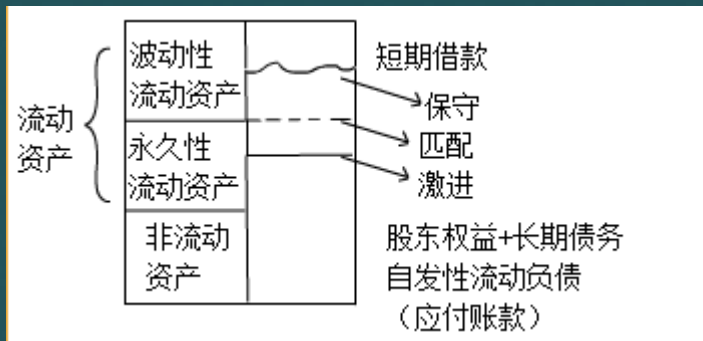 流动
资产
波动性
流动资产
永久性
流动资产
非流动
资产
短期借款
保守
匹配
激进
股东权益+长期债务
自发性流动负债
（应付账款）